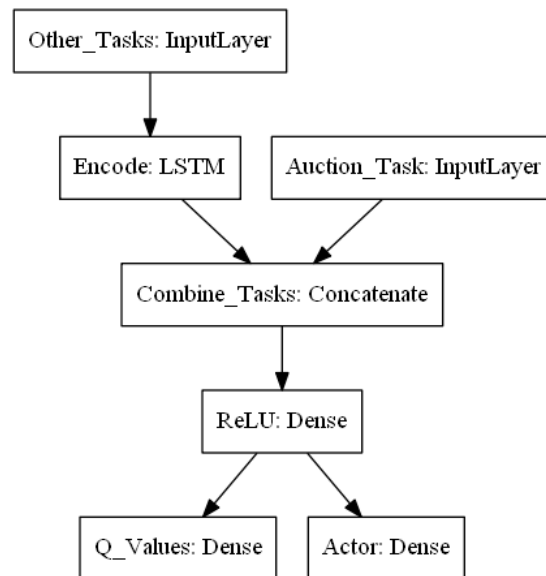 Other_Tasks: InputLayer
Encode: LSTM
Auction_Task: InputLayer
Combine_Tasks: Concatenate
ReLU: Dense
Q_Values: Dense
Actor: Dense